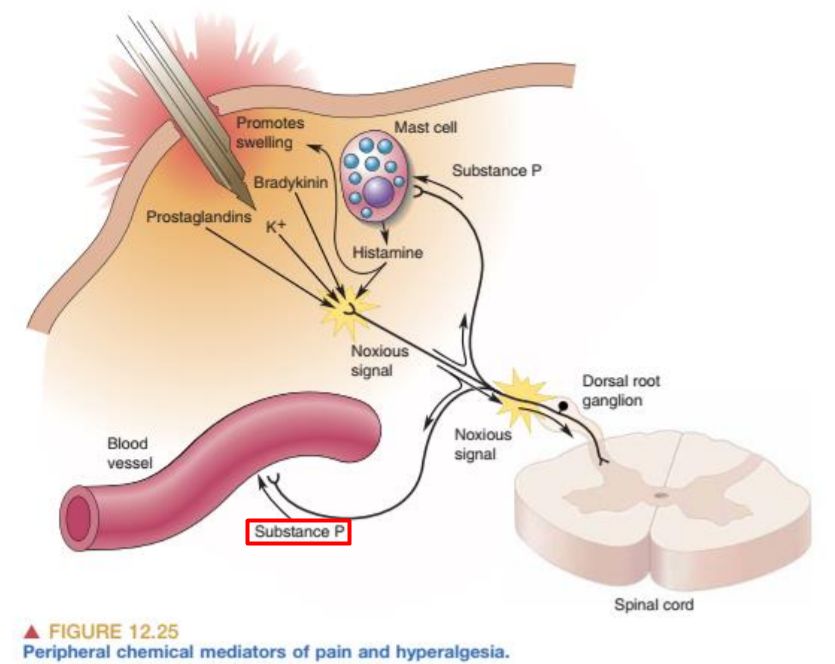 Promotes
swelling
Mast cell
Substance P
Bradykinin
Prostaglandins
K+
Histamine
Noxious
signal
Dorsal root
ganglion
Noxious
signal
Blood
vessel
Substance P
Spinal cord
▲ FIGURE 12.25
Peripheral chemical mediators of pain and hyperalgesia.